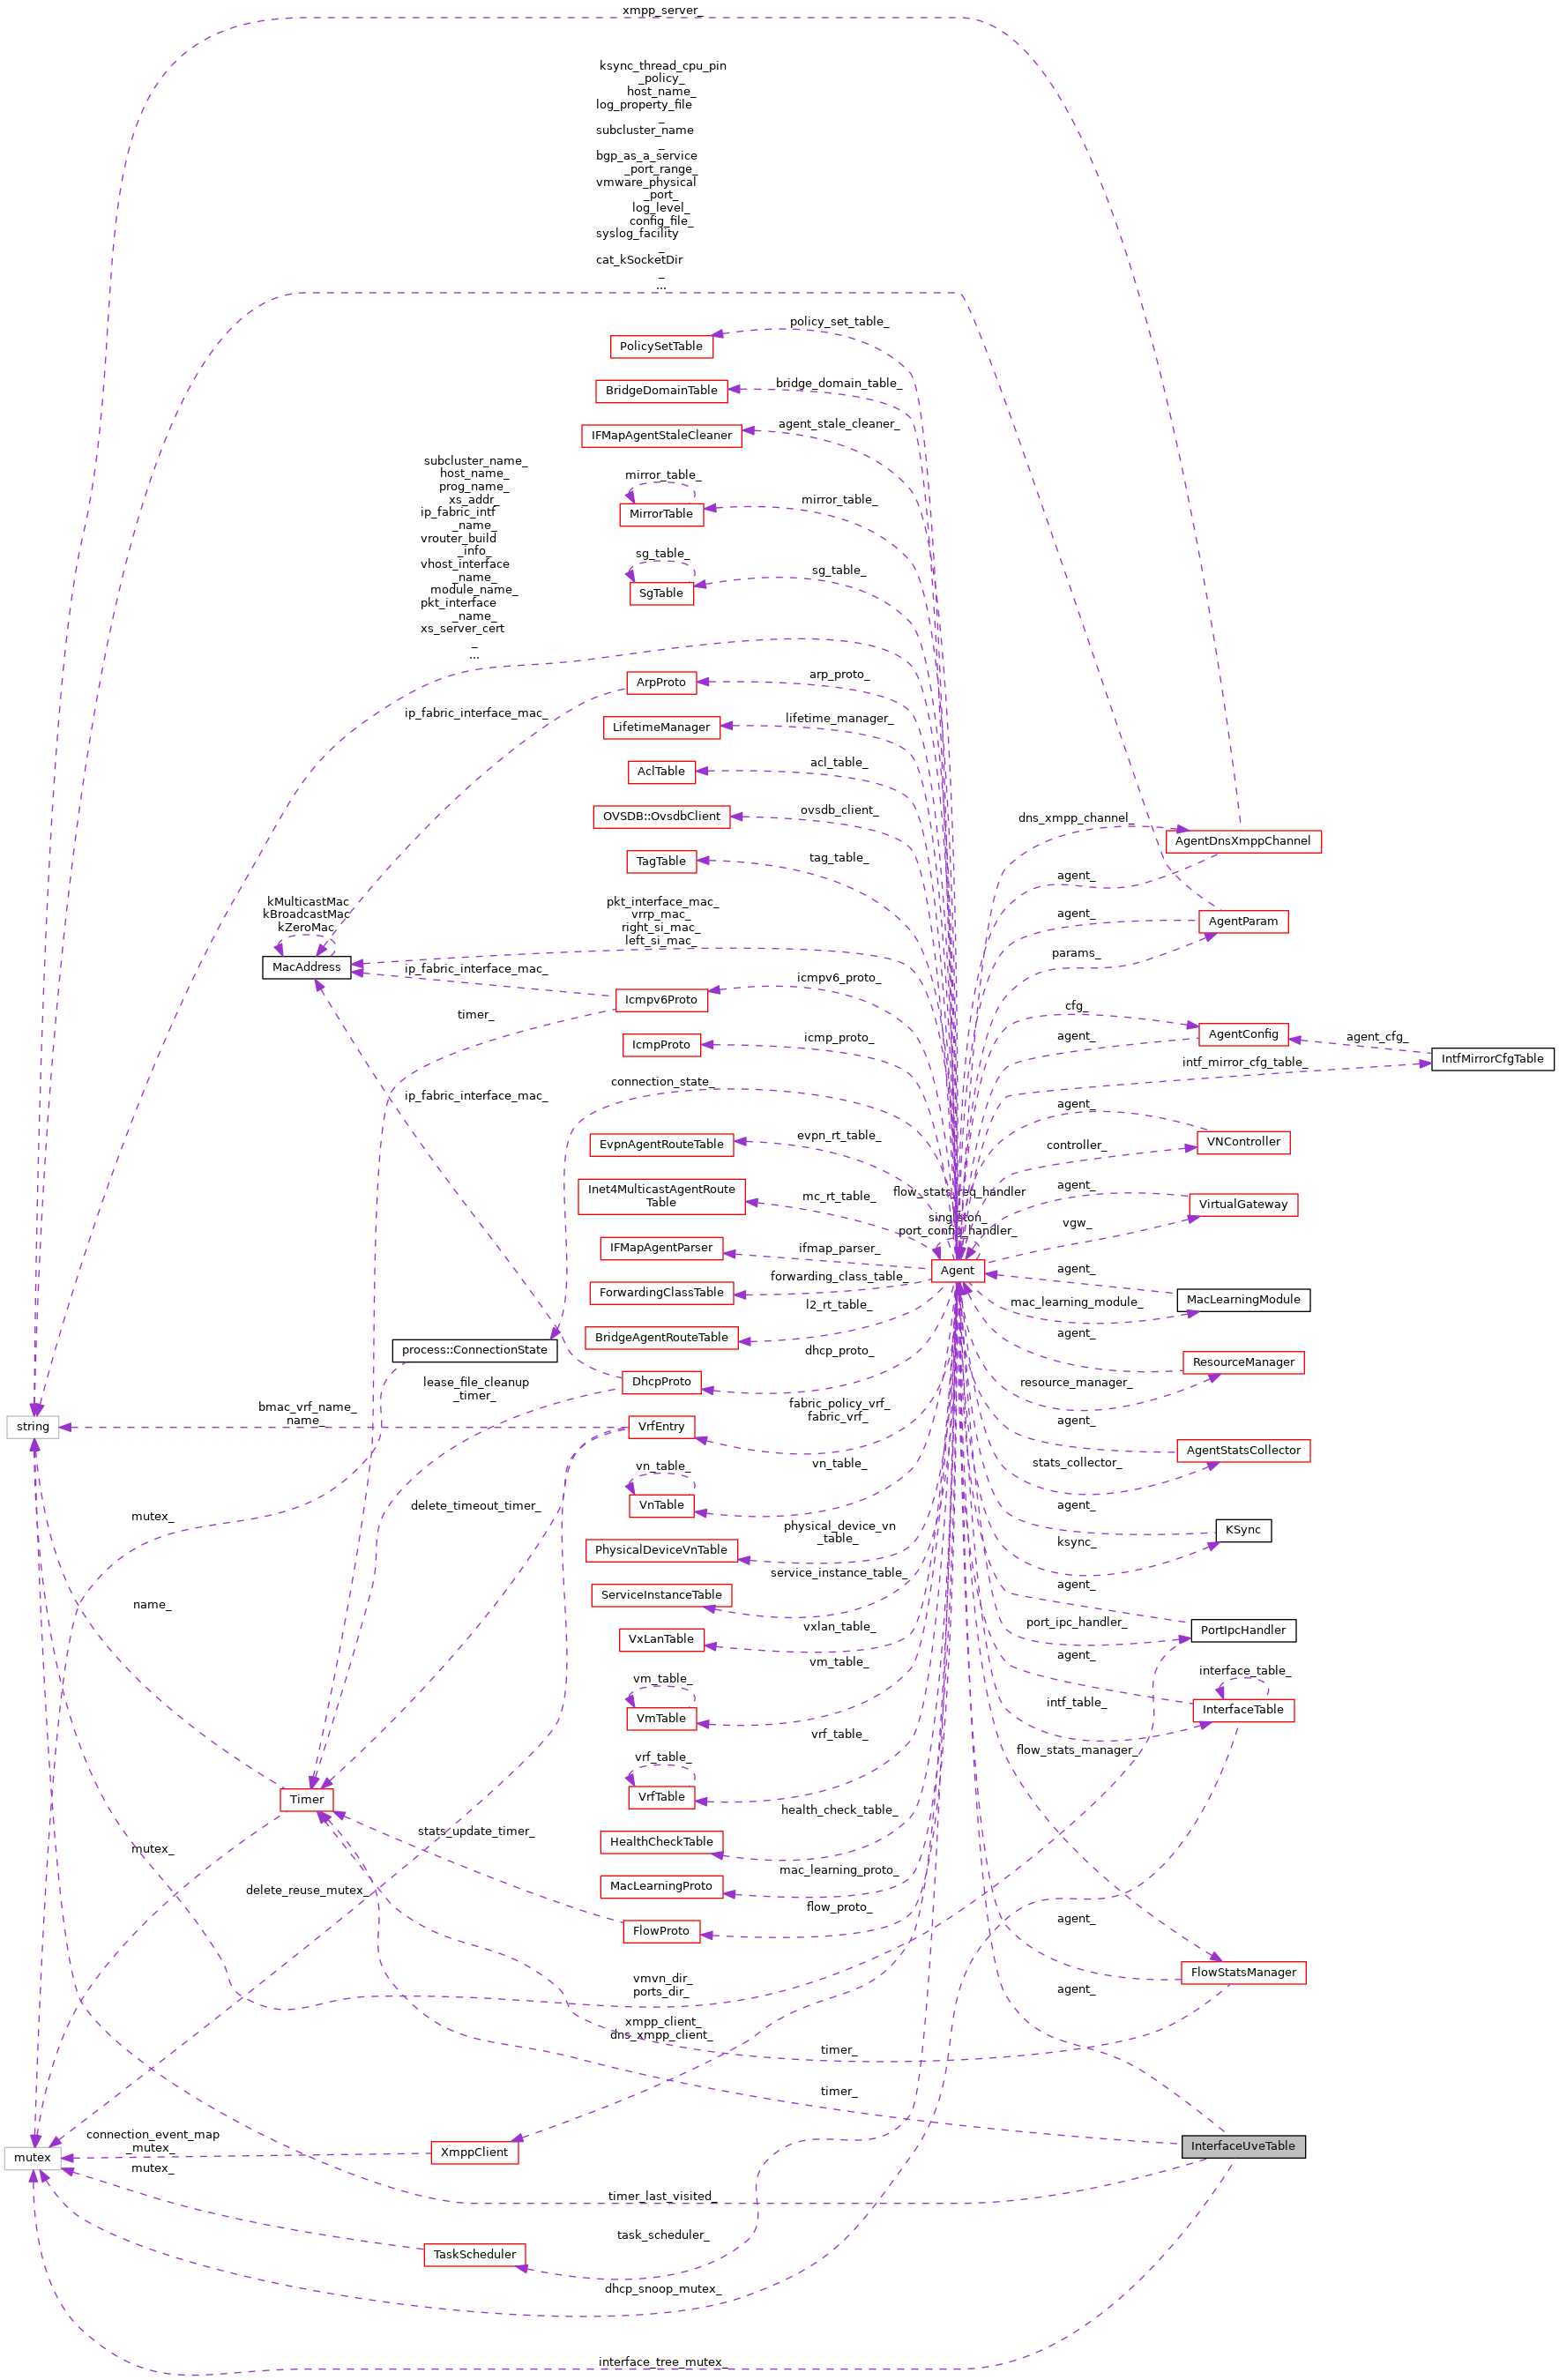 xmpp_server_
ksync_thread_cpu_pin
_policy_
host_name_
log_property_file
_
subcluster_name
_
bgp_as_a_service
_port_range_
vmware_physical
_port_
log_level_
config_file_
syslog_facility
_
cat_kSocketDir
_
...
policy_set_table_
PolicySetTable
bridge_domain_table_
BridgeDomainTable
agent_stale_cleaner_
IFMapAgentStaleCleaner
subcluster_name_
host_name_
prog_name_
xs_addr_
ip_fabric_intf
_name_
vrouter_build
_info_
vhost_interface
_name_
module_name_
pkt_interface
_name_
xs_server_cert
_
...
mirror_table_
mirror_table_
MirrorTable
sg_table_
sg_table_
SgTable
arp_proto_
ArpProto
ip_fabric_interface_mac_
lifetime_manager_
LifetimeManager
acl_table_
AclTable
ovsdb_client_
OVSDB::OvsdbClient
dns_xmpp_channel_
AgentDnsXmppChannel
tag_table_
TagTable
agent_
kMulticastMac
kBroadcastMac
kZeroMac
MacAddress
pkt_interface_mac_
vrrp_mac_
right_si_mac_
left_si_mac_
agent_
AgentParam
params_
ip_fabric_interface_mac_
icmpv6_proto_
Icmpv6Proto
timer_
cfg_
AgentConfig
agent_
icmp_proto_
IcmpProto
agent_cfg_
IntfMirrorCfgTable
intf_mirror_cfg_table_
connection_state_
ip_fabric_interface_mac_
agent_
VNController
controller_
evpn_rt_table_
EvpnAgentRouteTable
Inet4MulticastAgentRoute
Table
mc_rt_table_
flow_stats_req_handler
singleton_
port_config_handler_
agent_
VirtualGateway
vgw_
ifmap_parser_
IFMapAgentParser
Agent
agent_
forwarding_class_table_
ForwardingClassTable
MacLearningModule
mac_learning_module_
l2_rt_table_
BridgeAgentRouteTable
process::ConnectionState
dhcp_proto_
DhcpProto
agent_
ResourceManager
resource_manager_
lease_file_cleanup
_timer_
bmac_vrf_name_
name_
string
fabric_policy_vrf_
fabric_vrf_
VrfEntry
agent_
AgentStatsCollector
stats_collector_
vn_table_
vn_table_
VnTable
delete_timeout_timer_
mutex_
agent_
KSync
ksync_
physical_device_vn
_table_
PhysicalDeviceVnTable
service_instance_table_
ServiceInstanceTable
name_
agent_
port_ipc_handler_
PortIpcHandler
vxlan_table_
VxLanTable
agent_
interface_table_
InterfaceTable
intf_table_
vm_table_
vm_table_
VmTable
vrf_table_
vrf_table_
VrfTable
flow_stats_manager_
Timer
health_check_table_
HealthCheckTable
stats_update_timer_
mutex_
mac_learning_proto_
MacLearningProto
delete_reuse_mutex_
flow_proto_
FlowProto
agent_
FlowStatsManager
vmvn_dir_
ports_dir_
agent_
xmpp_client_
dns_xmpp_client_
timer_
timer_
connection_event_map
_mutex_
mutex
XmppClient
InterfaceUveTable
mutex_
timer_last_visited_
task_scheduler_
TaskScheduler
dhcp_snoop_mutex_
interface_tree_mutex_